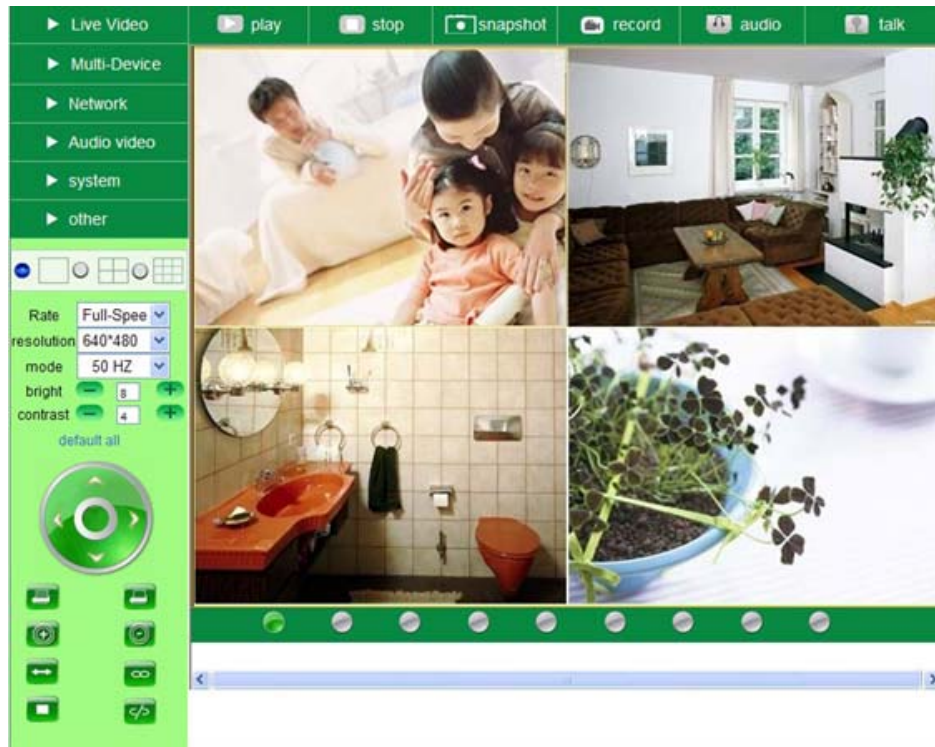 Live Video
play
stop
snapshot
record
audio
talk
Multi-Device
Network
Audio video
system
other
Rate Full-Spee
resolution 640*480
mode 50 HZ
bright 8
contrast 4
default all